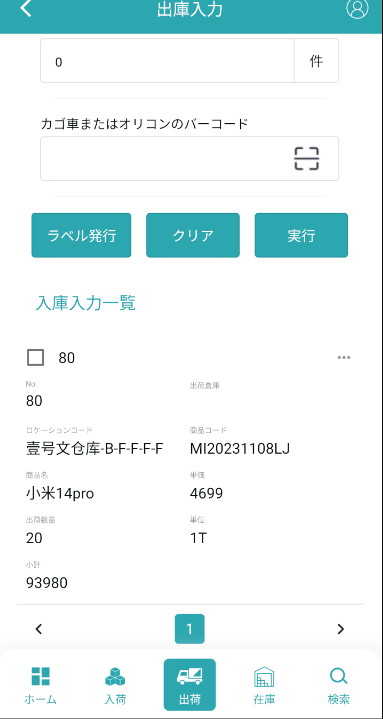 出庫入力
0
件
カゴ車またはオリコンのバーコード
ラベル発行
クリア
実行
入庫入力一覧
80
No
出荷倉庫
80
ロケーションコード
商品コード
壹号文仓库-B-F-F-F-F
MI20231108LJ
商品名
単価
小米14pro
4699
出荷数量
単位
20
1T
小計
93980
1
ホーム
入荷
出荷
在庫
検索